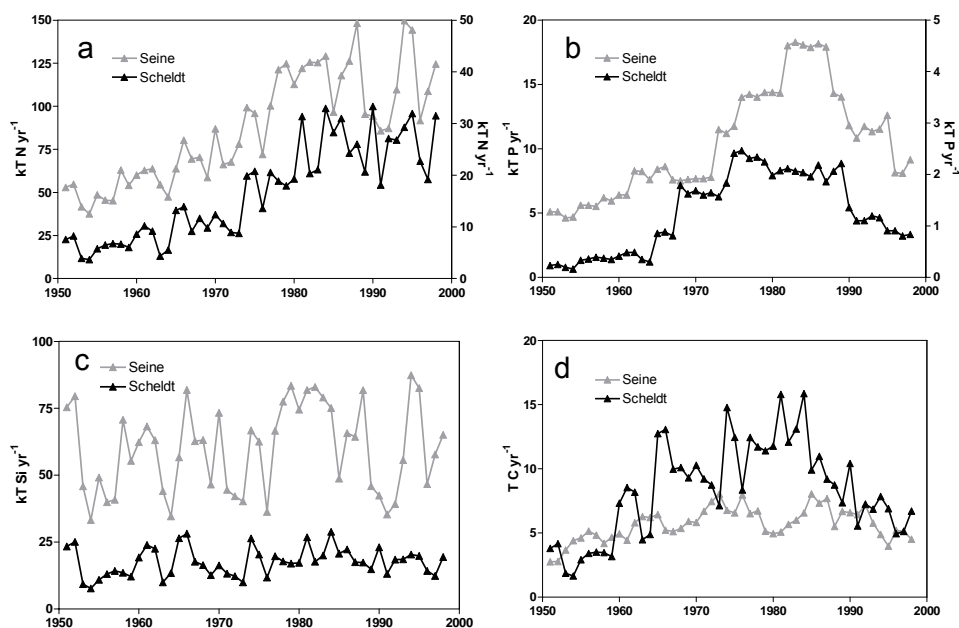 a
Seine
Scheldt
150
125
100
75
50
25
0
50
40
30
20
10
0
kT N yr-1
kT N yr-1
1950 1960 1970 1980 1990 2000
b
Seine
Scheldt
20
15
10
5
0
5
4
3
2
1
0
kT P yr-1
kT P yr-1
1950 1960 1970 1980 1990 2000
c
Seine
Scheldt
100
75
50
25
0
kT Si yr-1
1950 1960 1970 1980 1990 2000
d
Seine
Scheldt
20
15
10
5
0
T C yr-1
1950 1960 1970 1980 1990 2000